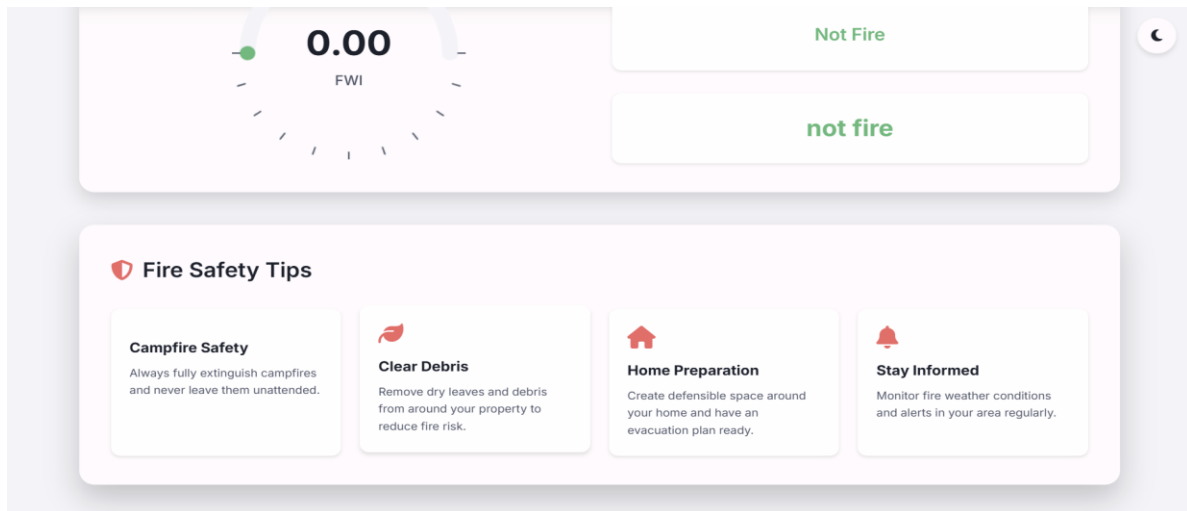 0.00
FWI
Not Fire
not fire
Fire Safety Tips
Campfire Safety
Always fully extinguish campfires
and never leave them unattended.
Clear Debris
Remove dry leaves and debris
from around your property to
reduce fire risk.
Home Preparation
Create defensible space around
your home and have an
evacuation plan ready.
Stay Informed
Monitor fire weather conditions
and alerts in your area regularly.